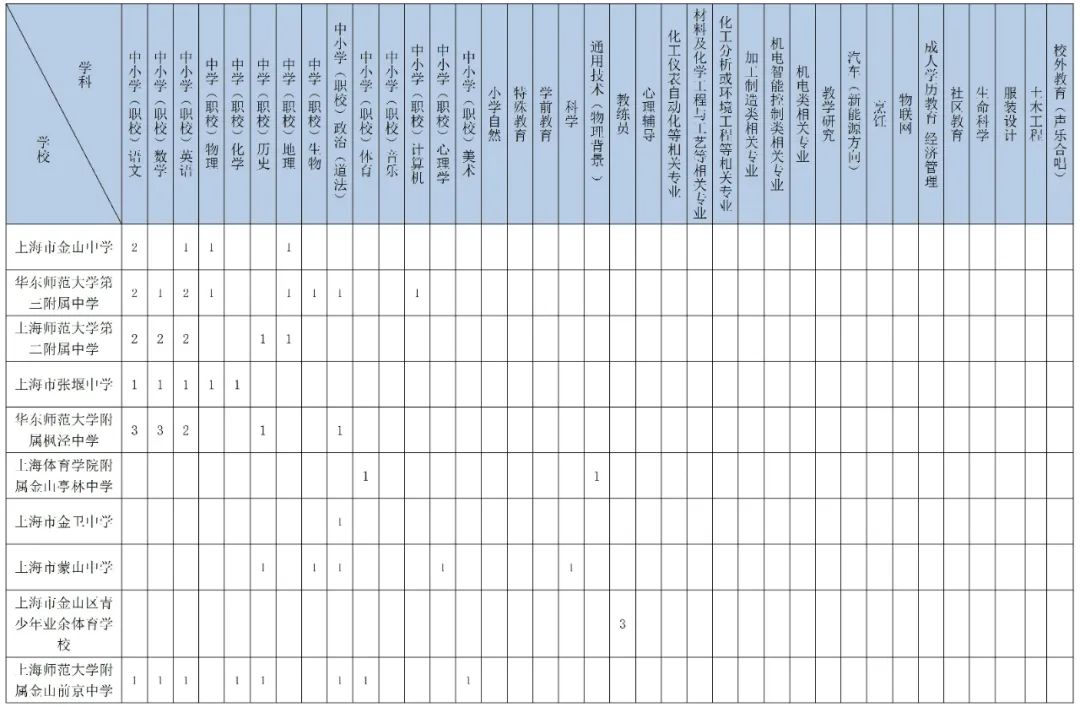 学科
学校
中小学（职校）语文
中小学（职校）数学
中小学（职校）英语
中学（职校）物理
中学（职校）化学
中学（职校）历史
中学（职校）地理
中学（职校）生物
中小学（职校）政治（道法）
中小学（职校）体育
中小学（职校）音乐
中小学（职校）计算机
中小学（职校）心理学
中小学（职校）美术
小学自然
特殊教育
学前教育
科学
通用技术（物理背景）
教练员
心理辅导
化工仪表自动化等相关专业
材料及化学工程与工艺等相关专业
化工分析或环境工程等相关专业
加工制造类相关专业
机电智能控制类相关专业
机电类相关专业
教学研究
汽车（新能源方向）
烹饪
物联网
成人学历教育 经济管理
社区教育
生命科学
服装设计
土木工程
校外教育（声乐合唱）
上海市金山中学 2 1 1 1
华东师范大学第
三附属中学 2 1 2 1 1 1 1 1
上海师范大学第
二附属中学 2 2 2 1 1
上海市张堰中学 1 1 1 1 1
华东师范大学附
属枫泾中学 3 3 2 1 1
上海体育学院附
属金山亭林中学 1 1
上海市金卫中学 1
上海市蒙山中学 1 1 1 1 1
上海市金山区青
少年业余体育学
校 3
上海师范大学附
属金山前京中学 1 1 1 1 1 1 1 1